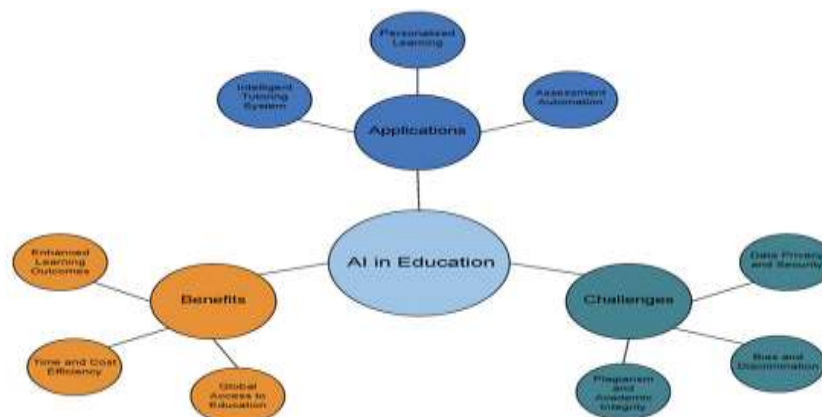 Personalized
Learning
Intelligent
Tutoring
System
Assessment
Automation
Applications
AI in Education
Enhanced
Learning
Outcomes
Benefits
Time and Cost
Efficiency
Global
Access to
Education
Data Privacy
and Security
Challenges
Bias and
Discrimination
Plagiarism
and
Academic
Integrity